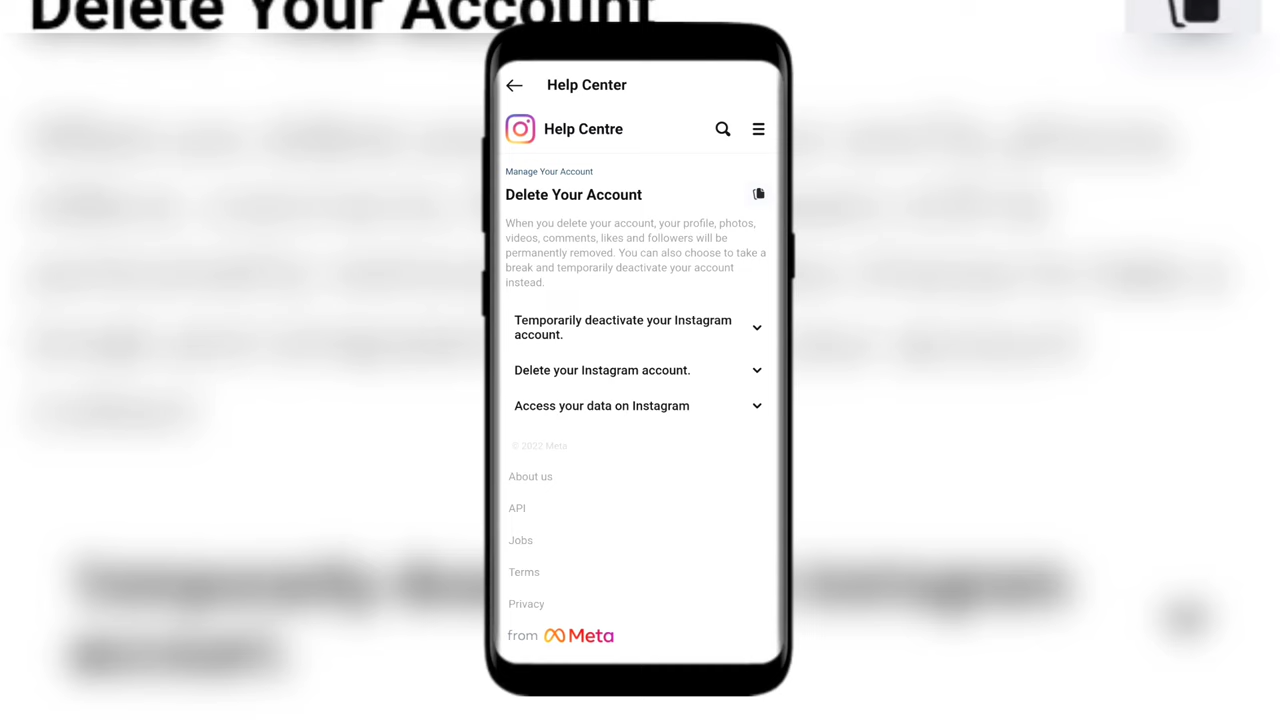 Delete Your Account
Help Center
Help Centre
Manage Your Account
Delete Your Account
When you delete your account, your profile, photos,
videos, comments, likes and followers will be
permanently removed. You can also choose to take a
break and temporarily deactivate your account
instead.
Temporarily deactivate your Instagram
account.
Delete your Instagram account.
Access your data on Instagram
© 2022 Meta
About us
API
Jobs
Terms
Privacy
from Meta